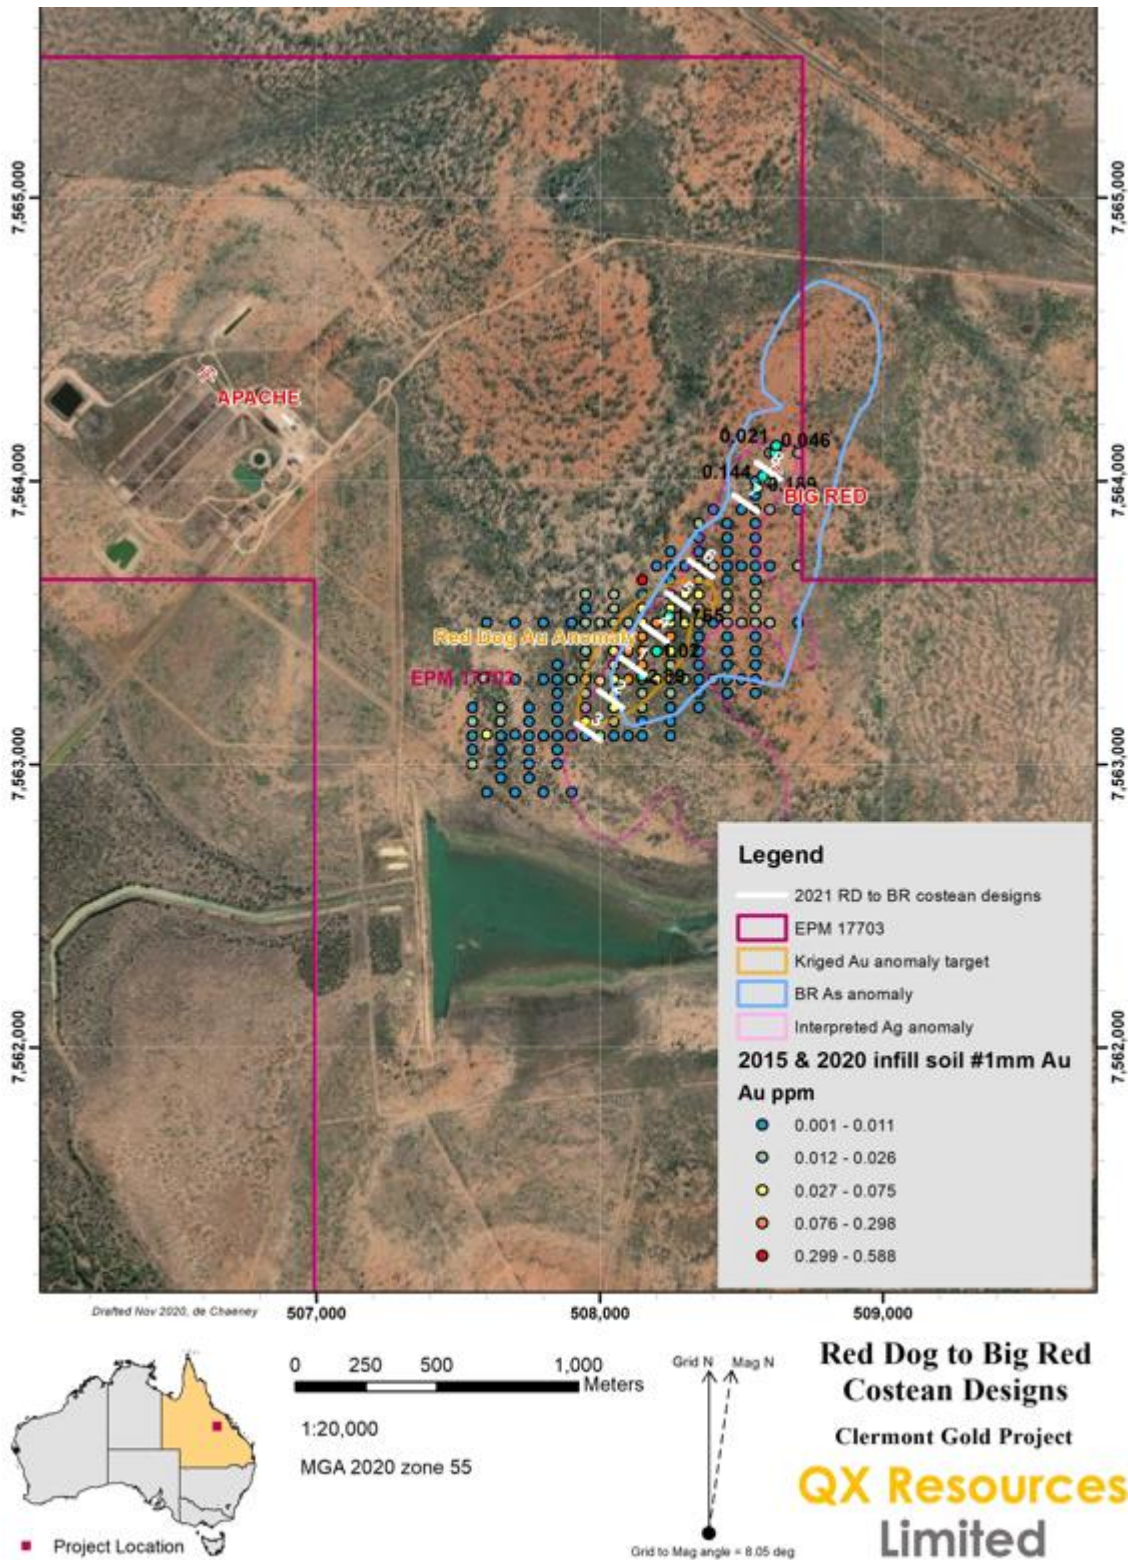 7,565,000
7,565,000
APACHE
0.021
0.046
0.144
0.189
7,564,000
7,564,000
BIG RED
6
5
Red Dog Au Anomaly
EPM 17703
2
3
7,563,000
7,563,000
Legend
2021 RD to BR costean designs
EPM 17703
Kriged Au anomaly target
BR As anomaly
Interpreted Ag anomaly
2015 & 2020 infill soil #1mm Au
Au ppm
0.001 - 0.011
0.012 - 0.026
0.027 - 0.075
0.076 - 0.298
0.299 - 0.588
7,562,000
7,562,000
Drafted Nov 2020, de Chaeney
507,000
508,000
509,000
0 250 500 1,000
Meters
1:20,000
MGA 2020 zone 55
Project Location
Grid N
Mag N
Grid to Mag angle = 8.05 deg
Red Dog to Big Red
Costean Designs
Clermont Gold Project
QX Resources
Limited